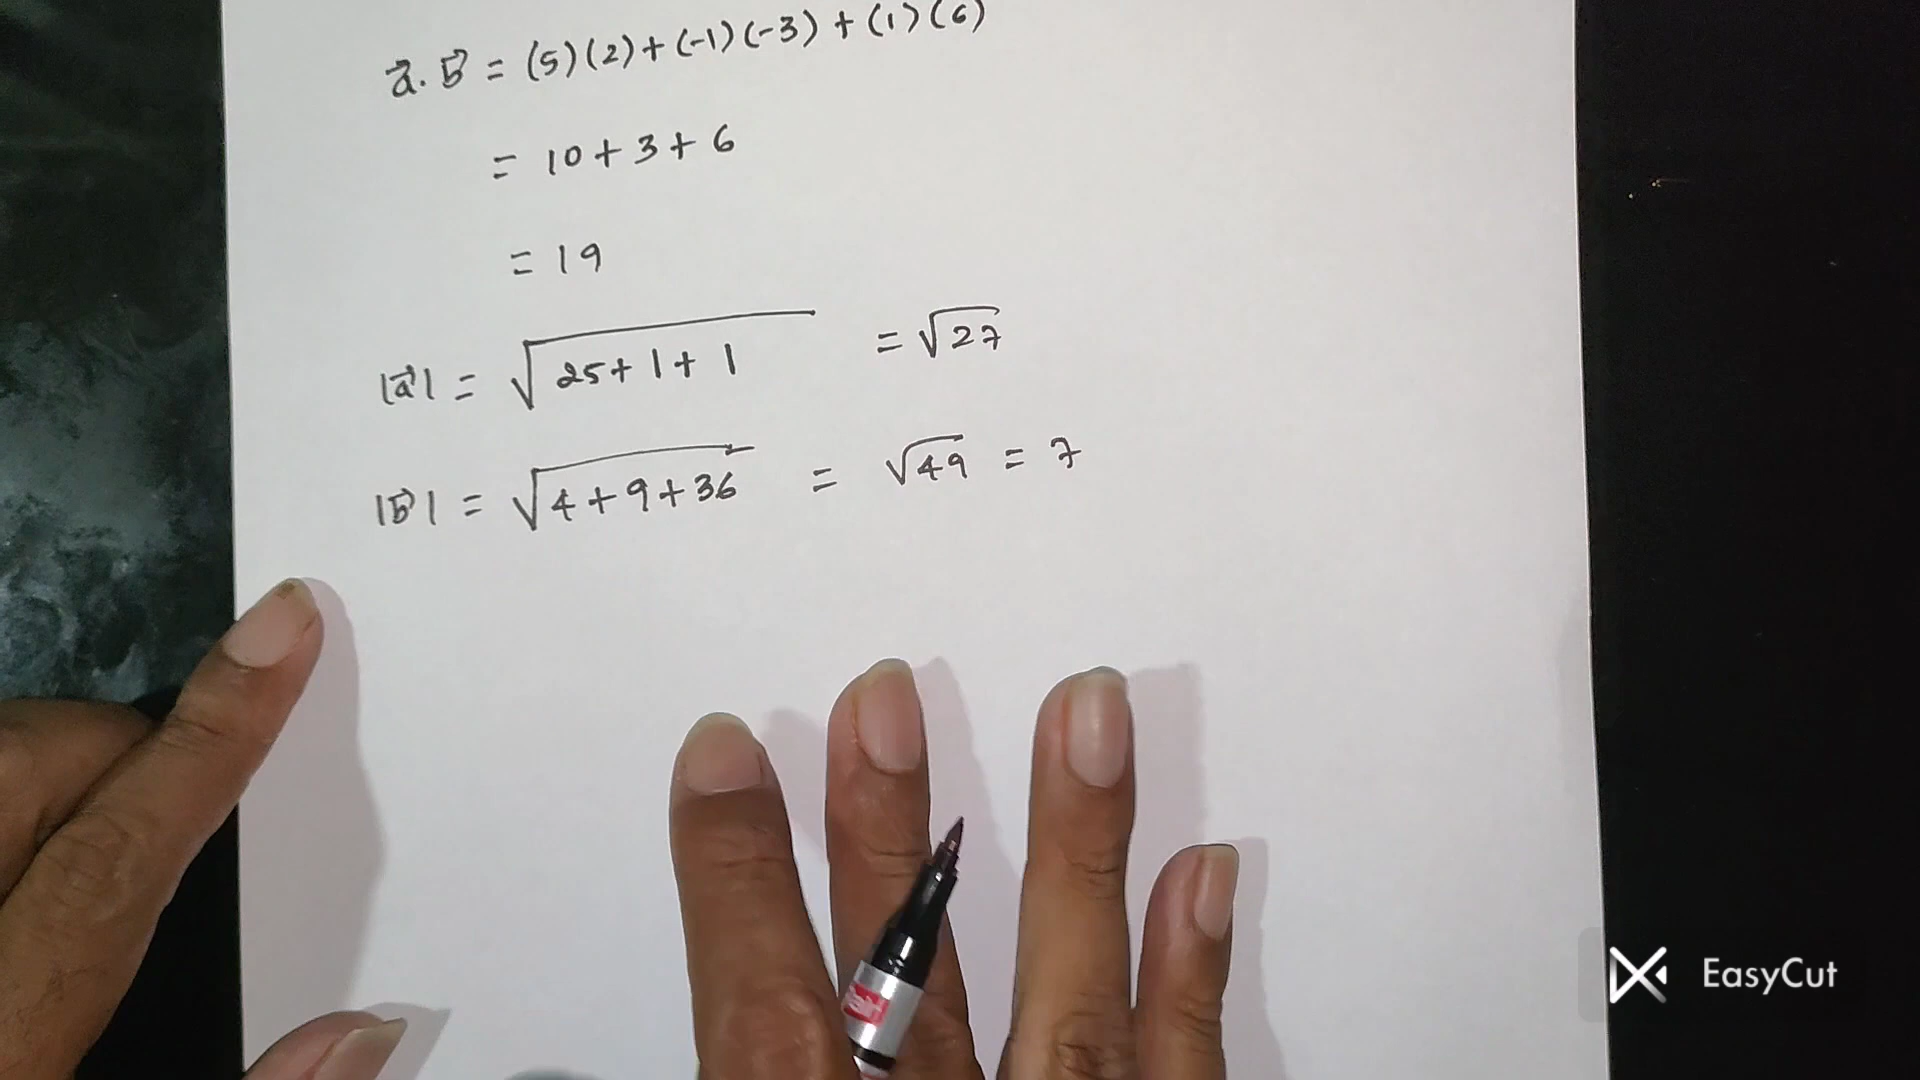 a⃗. b⃗ = (5)(2)+(-1)(-3)+(1)(6)
= 10+3+6
= 19
|a⃗| = √25+1+1 = √27
|b⃗| = √4+9+36 = √49 = 7
EasyCut